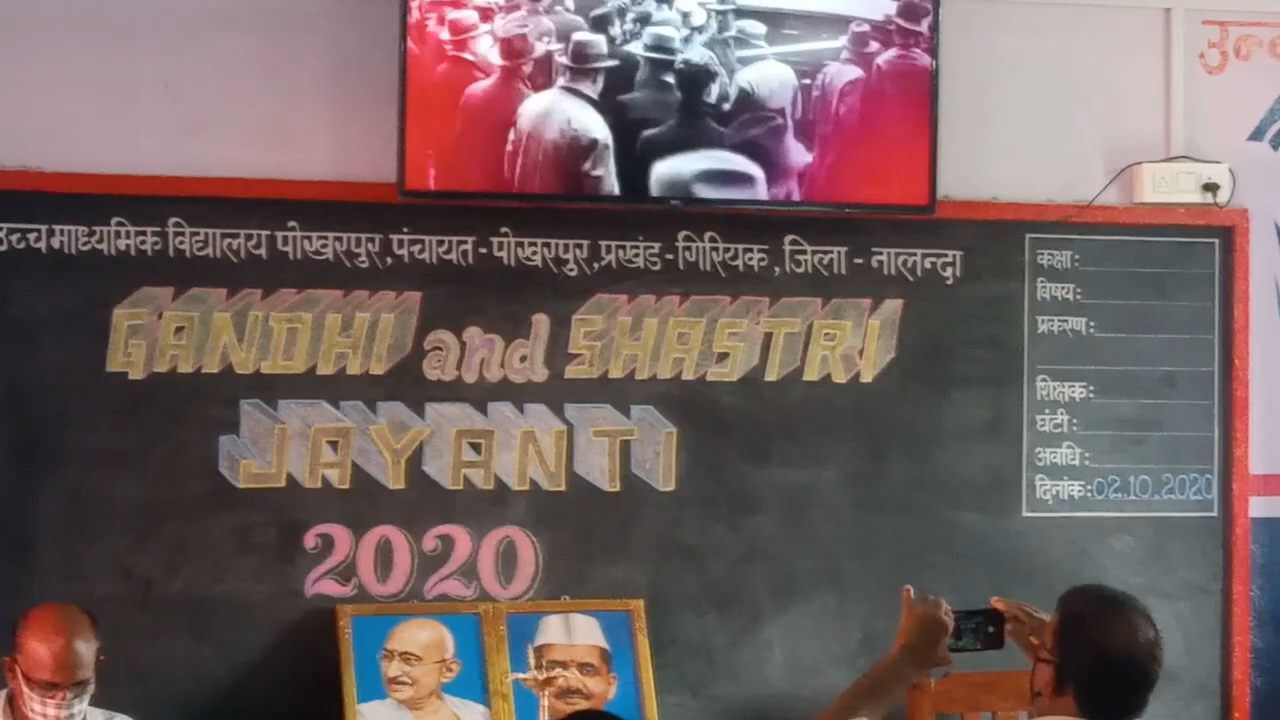 उच्च माध्यमिक विद्यालय पोखरपुर, पंचायत - पोखरपुर, प्रखंड - गिरियक, जिला - नालन्दा
GANDHI and SHASTRI
JAYANTI
2020
कक्षा:
विषय:
प्रकरण:
शिक्षक:
घंटी:
अवधि:
दिनांक: 02.10.2020